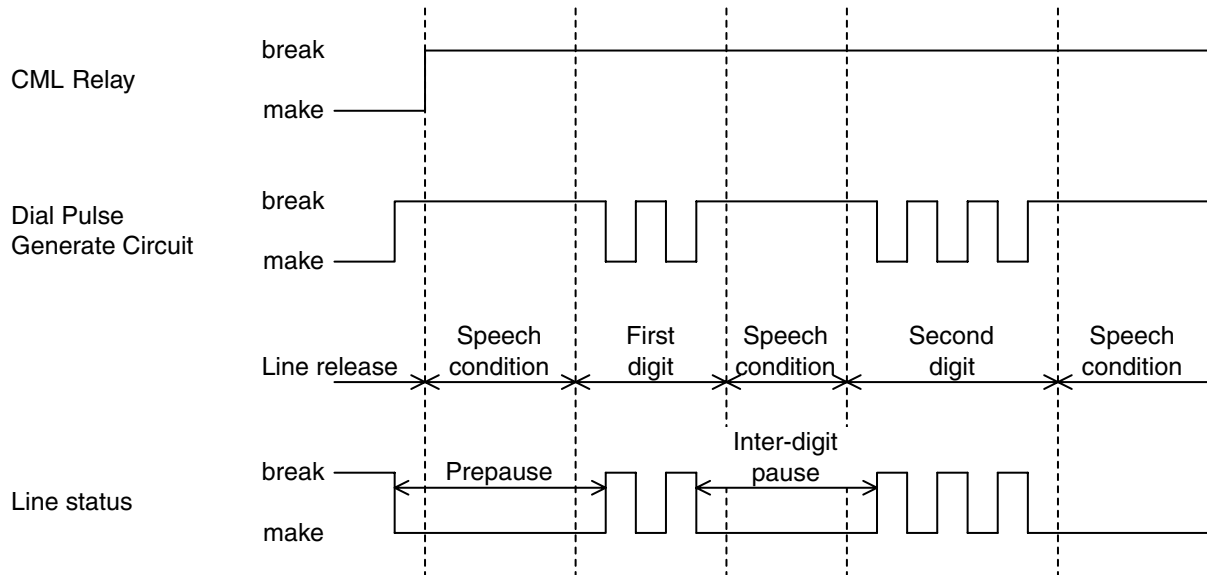 break
CML Relay
make
break
Dial Pulse
Generate Circuit
make
Line release
Speech
condition
First
digit
Speech
condition
Second
digit
Speech
condition
break
Prepause
Inter-digit
pause
Line status
make